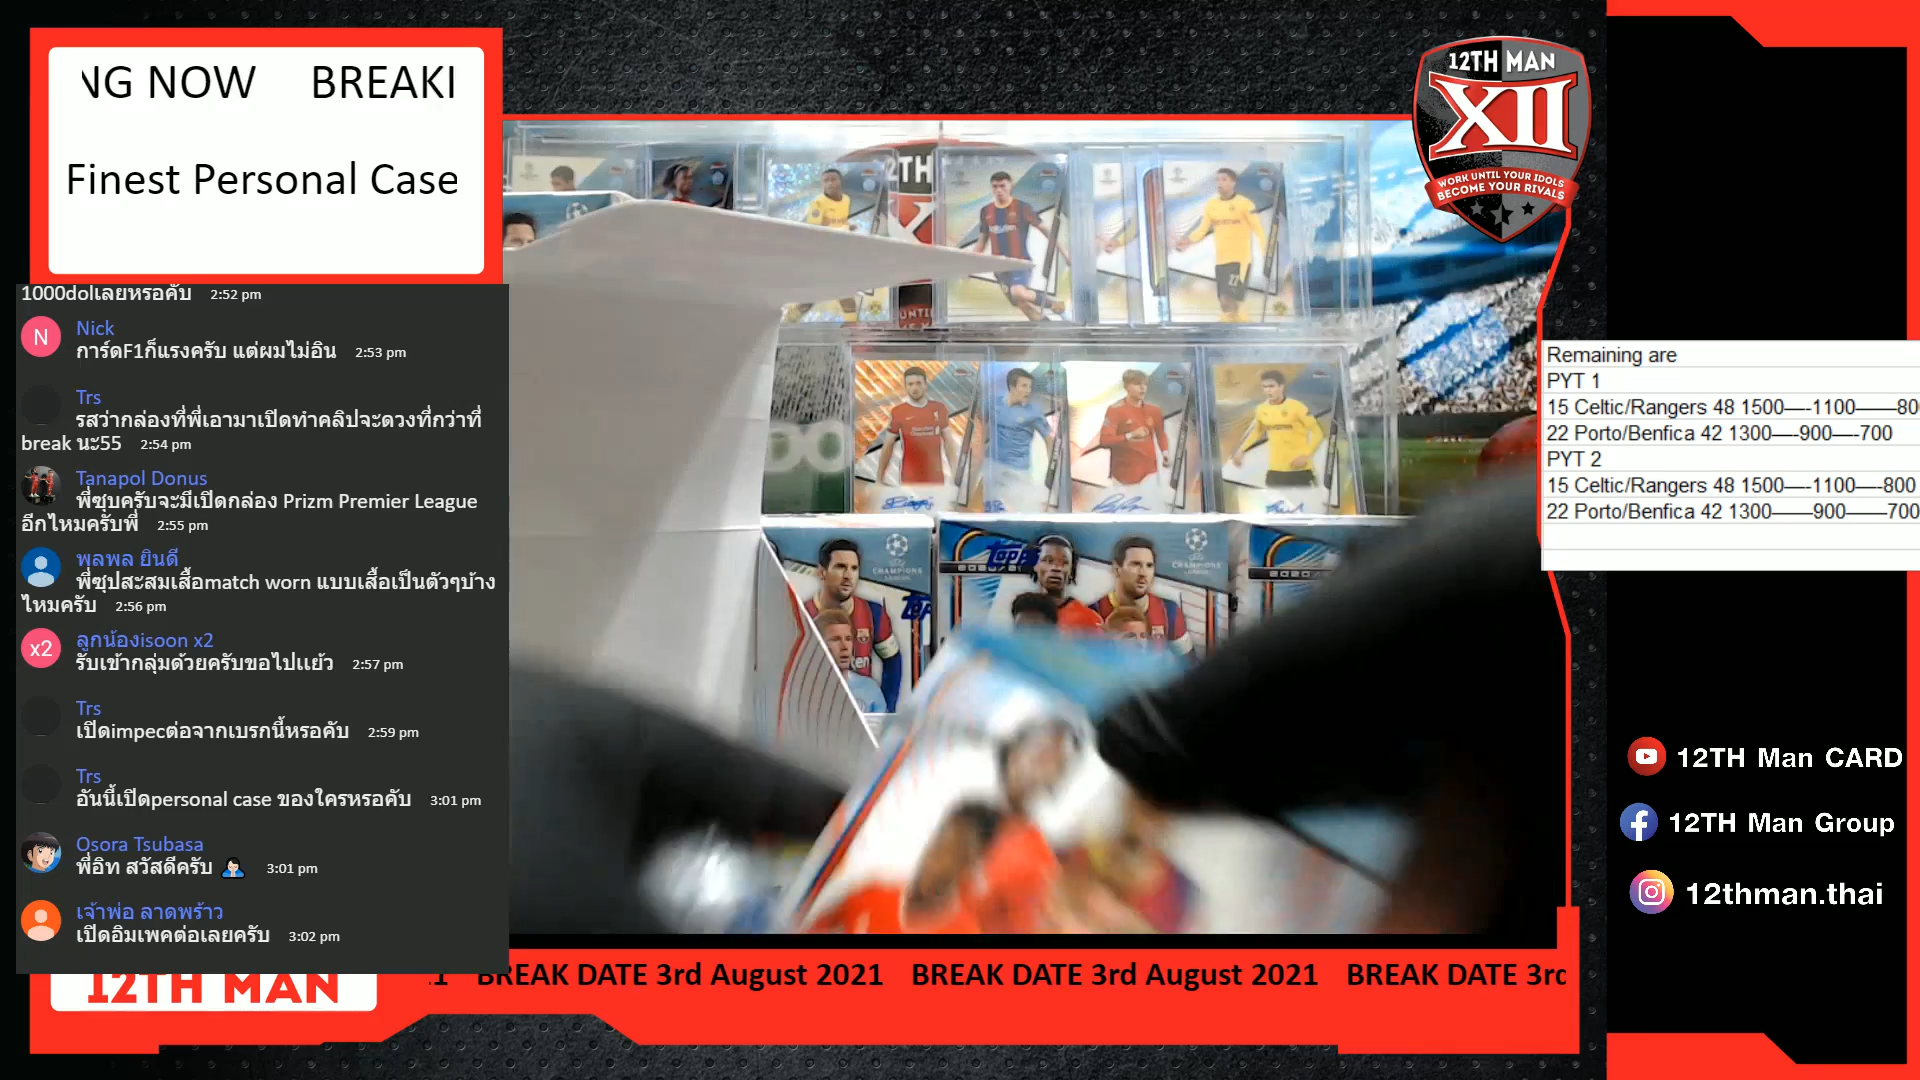 NG NOW BREAKI
Finest Personal Case
1000dolเลยหรอคับ 2:52 pm
N
Nick
การ์ดF1ก็แรงครับ แต่ผมไม่อิน 2:53 pm
Trs
รสว่ากล่องที่พี่เอามาเปิดทำคลิปจะดวงที่กว่าที่
break นะ55 2:54 pm
Tanapol Donus
พี่ซุบครับจะมีเปิดกล่อง Prizm Premier League
อีกไหมครับพี่ 2:55 pm
พูลพล ยินดี
พี่ซุปสะสมเสื้อmatch worn แบบเสื้อเป็นตัวๆบ้าง
ไหมครับ 2:56 pm
x2
ลูกน้องisoon x2
รับเข้ากลุ่มด้วยครับขอไปแย้ว 2:57 pm
Trs
เปิดimpecต่อจากเบรกนี้หรอคับ 2:59 pm
Trs
อันนี้เปิดpersonal case ของใครหรอคับ 3:01 pm
Osora Tsubasa
พี่อิท สวัสดีครับ 3:01 pm
เจ้าพ่อ ลาดพร้าว
เปิดอิมเพคต่อเลยครับ 3:02 pm
12TH MAN
.1 BREAK DATE 3rd August 2021 BREAK DATE 3rd August 2021 BREAK DATE 3rd
12TH MAN
XII
WORK UNTIL YOUR IDOLS
BECOME YOUR RIVALS
Remaining are
PYT 1
15 Celtic/Rangers 48 1500—-1100——80
22 Porto/Benfica 42 1300—-900—-700
PYT 2
15 Celtic/Rangers 48 1500—-1100—-800
22 Porto/Benfica 42 1300——900——700
12TH Man CARD
12TH Man Group
12thman.thai
Topps
CHAMPIONS
LEAGUE
CHAMPIONS
LEAGUE